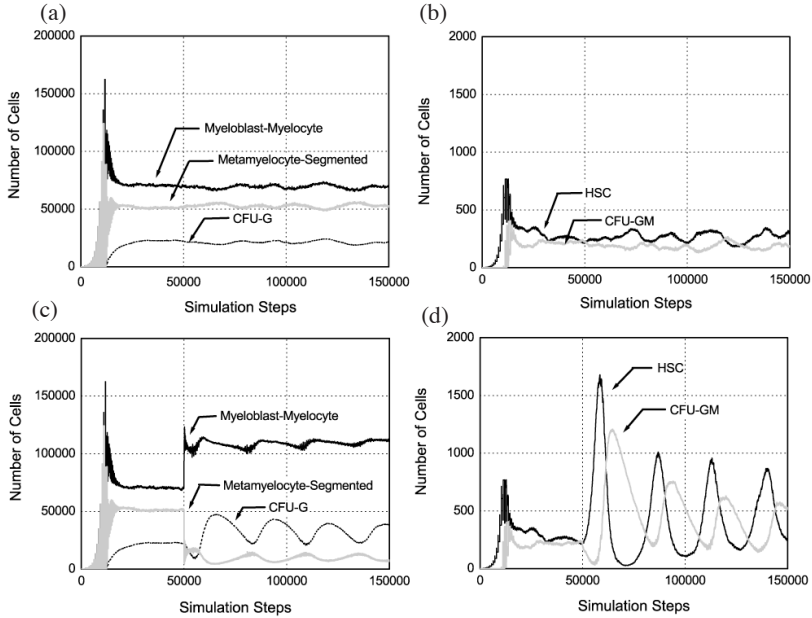 (a)
200000
150000
100000
50000
0
Number of Cells
Myeloblast-Myelocyte
Metamyelocyte-Segmented
CFU-G
0
50000
100000
150000
Simulation Steps
(b)
2000
1500
1000
500
0
Number of Cells
HSC
CFU-GM
0
50000
100000
150000
Simulation Steps
(c)
200000
150000
100000
50000
0
Number of Cells
Myeloblast-Myelocyte
Metamyelocyte-Segmented
CFU-G
0
50000
100000
150000
Simulation Steps
(d)
2000
1500
1000
500
0
Number of Cells
HSC
CFU-GM
0
50000
100000
150000
Simulation Steps